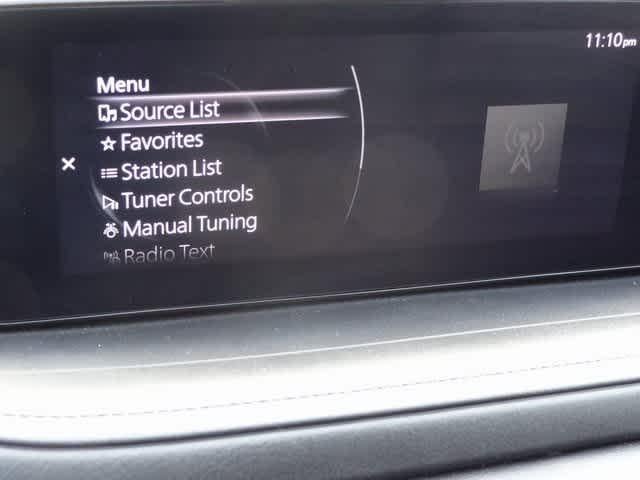 11:10pm
Menu
Source List
Favorites
Station List
Tuner Controls
Manual Tuning
Radio Text